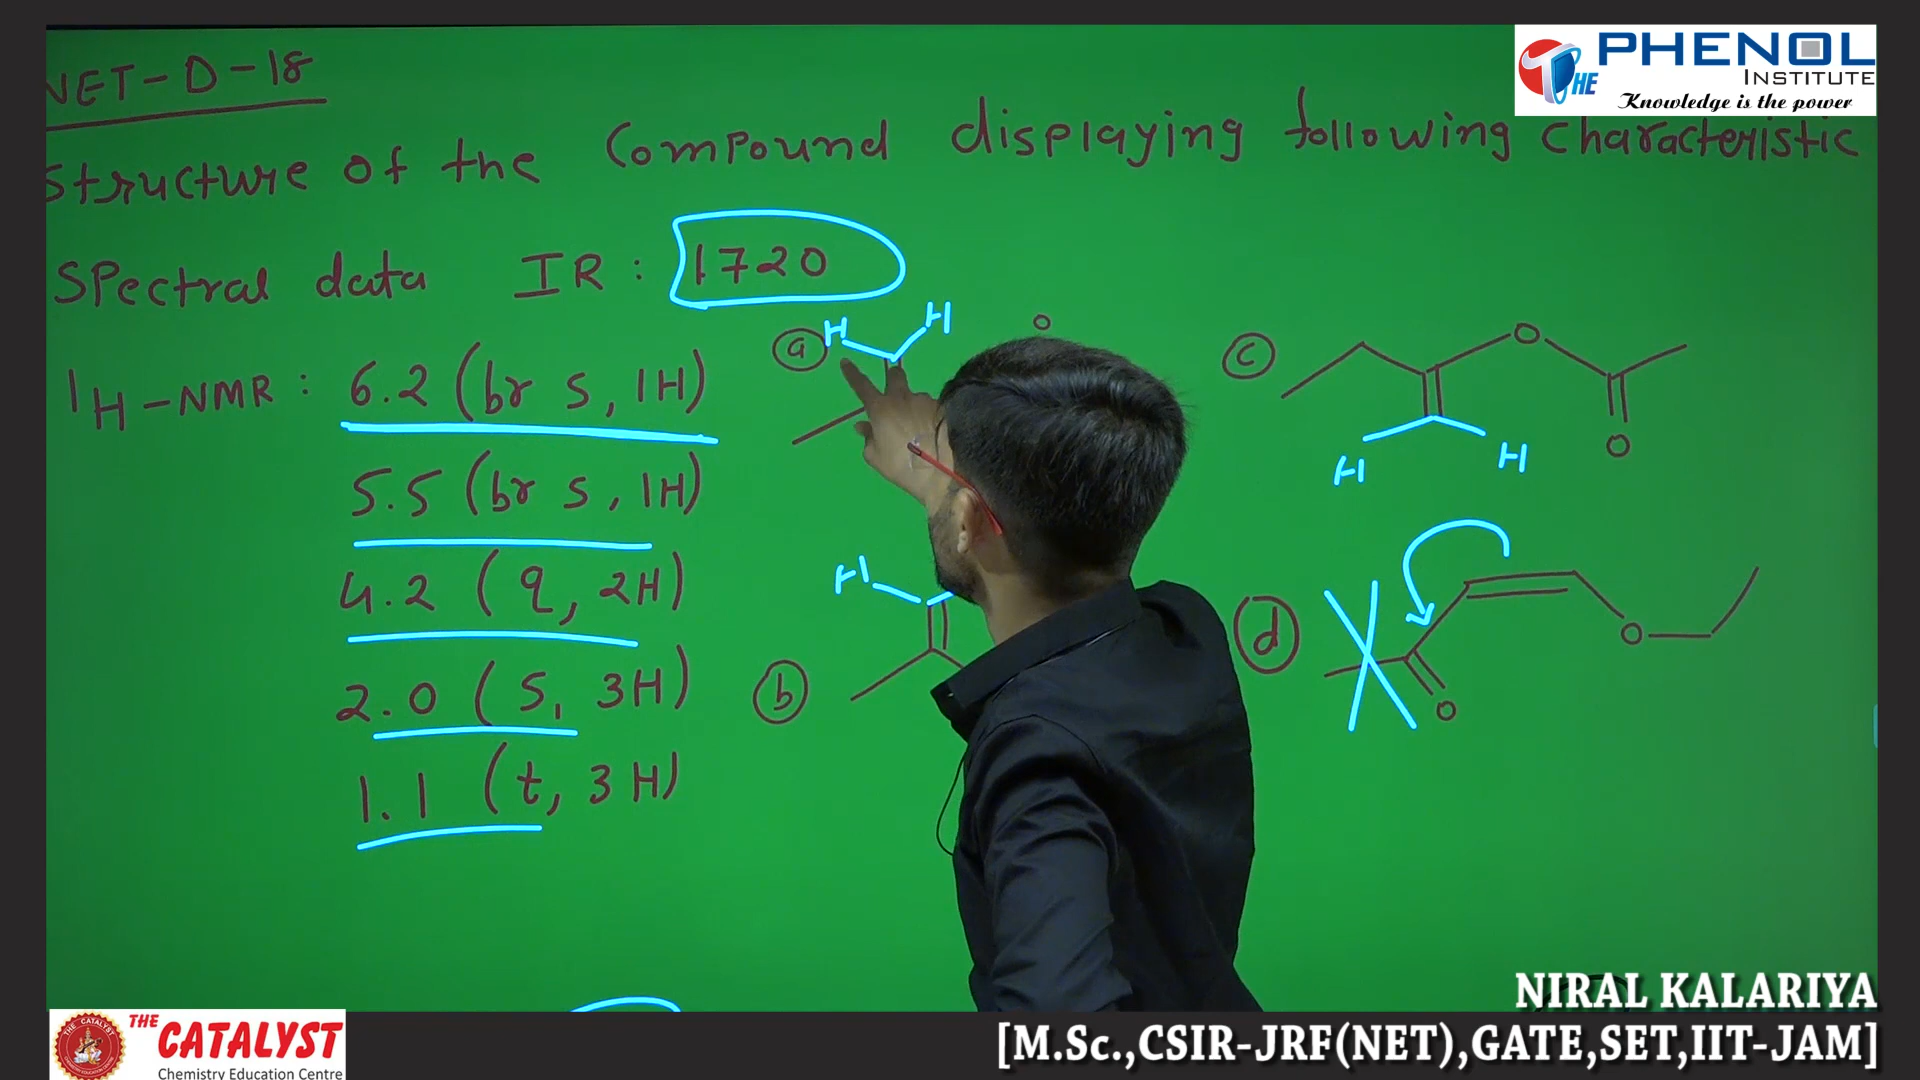 NET-D-18
Structure of the Compound displaying following characteristic
Spectral data IR : 1720
1H-NMR : 6.2 (br s, 1H)
5.5 (br s, 1H)
4.2 (q, 2H)
2.0 (s, 3H)
1.1 (t, 3H)
a
H
H
O
b
H
c
O
O
H
H
d
O
O
THE PHENOL
INSTITUTE
Knowledge is the power
THE CATALYST
Chemistry Education Centre
NIRAL KALARIYA
[M.Sc.,CSIR-JRF(NET),GATE,SET,IIT-JAM]